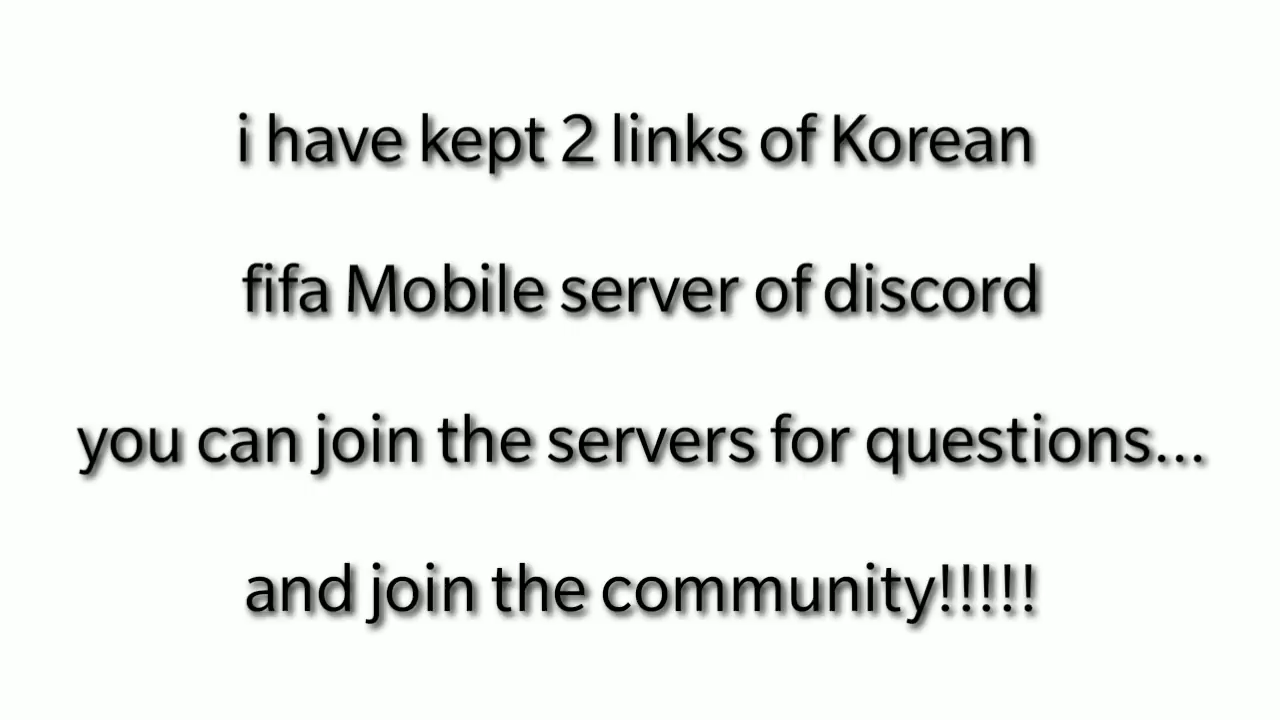 i have kept 2 links of Korean
fifa Mobile server of discord
you can join the servers for questions...
and join the community!!!!!